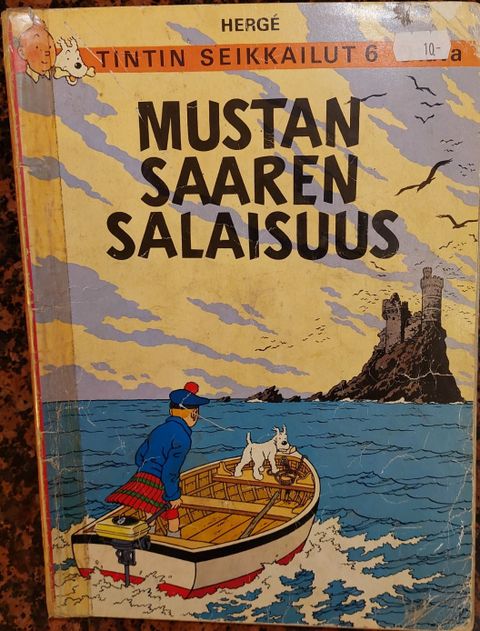 HERGÉ
TINTIN SEIKKAILUT 6
10.-
MUSTAN
SAAREN
SALAISUUS